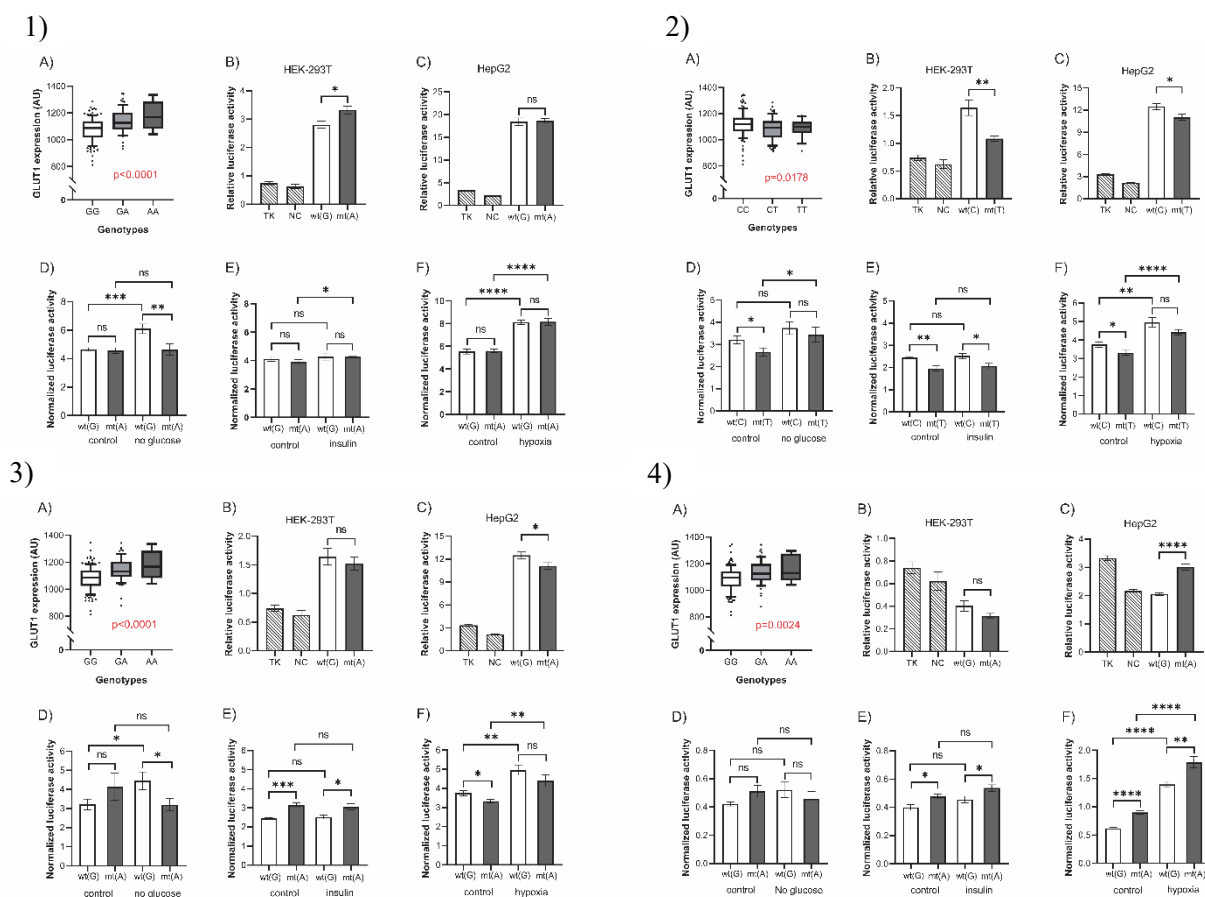 1)
A)
GLUT1 expression (AU)
1400
1200
1000
800
0
p<0.0001
GG GA AA
Genotypes
B)
HEK-293T
Relative luciferase activity
4
3
2
1
0
*
TK NC wt(G) mt(A)
C)
HepG2
Relative luciferase activity
20
15
10
5
0
ns
TK NC wt(G) mt(A)
D)
Normalized luciferase activity
8
6
4
2
0
ns
***
**
ns
wt(G) mt(A) wt(G) mt(A)
control no glucose
E)
Normalized luciferase activity
8
6
4
2
0
*
ns
ns
ns
wt(G) mt(A) wt(G) mt(A)
control insulin
F)
Normalized luciferase activity
10
8
6
4
2
0
****
****
ns
ns
wt(G) mt(A) wt(G) mt(A)
control hypoxia
2)
A)
GLUT1 expression (AU)
1400
1200
1000
800
0
p=0.0178
CC CT TT
Genotypes
B)
HEK-293T
Relative luciferase activity
2.0
1.5
1.0
0.5
0.0
**
TK NC wt(C) mt(T)
C)
HepG2
Relative luciferase activity
15
12
9
6
3
0
*
TK NC wt(C) mt(T)
D)
Normalized luciferase activity
5
4
3
2
1
0
*
ns
*
ns
wt(C) mt(T) wt(C) mt(T)
control no glucose
E)
Normalized luciferase activity
5
4
3
2
1
0
ns
ns
**
*
wt(C) mt(T) wt(C) mt(T)
control insulin
F)
Normalized luciferase activity
6
5
4
3
2
1
0
****
**
*
ns
wt(C) mt(T) wt(C) mt(T)
control hypoxia
3)
A)
GLUT1 expression (AU)
1400
1200
1000
800
0
p<0.0001
GG GA AA
Genotypes
B)
HEK-293T
Relative luciferase activity
2.0
1.5
1.0
0.5
0.0
ns
TK NC wt(G) mt(A)
C)
HepG2
Relative luciferase activity
15
12
9
6
3
0
*
TK NC wt(G) mt(A)
D)
Normalized luciferase activity
6
5
4
3
2
1
0
ns
*
ns
*
wt(G) mt(A) wt(G) mt(A)
control no glucose
E)
Normalized luciferase activity
5
4
3
2
1
0
ns
ns
***
*
wt(G) mt(A) wt(G) mt(A)
control insulin
F)
Normalized luciferase activity
6
5
4
3
2
1
0
**
**
*
ns
wt(G) mt(A) wt(G) mt(A)
control hypoxia
4)
A)
GLUT1 expression (AU)
1400
1200
1000
800
0
p=0.0024
GG GA AA
Genotypes
B)
HEK-293T
Relative luciferase activity
1.0
0.8
0.6
0.4
0.2
0.0
ns
TK NC wt(G) mt(A)
C)
HepG2
Relative luciferase activity
4
3
2
1
0
****
TK NC wt(G) mt(A)
D)
Normalized luciferase activity
0.8
0.6
0.4
0.2
0.0
ns
ns
ns
ns
wt(G) mt(A) wt(G) mt(A)
control No glucose
E)
Normalized luciferase activity
0.8
0.6
0.4
0.2
0.0
ns
ns
*
*
wt(G) mt(A) wt(G) mt(A)
control insulin
F)
Normalized luciferase activity
2.0
1.5
1.0
0.5
0.0
****
****
**
****
wt(G) mt(A) wt(G) mt(A)
control hypoxia